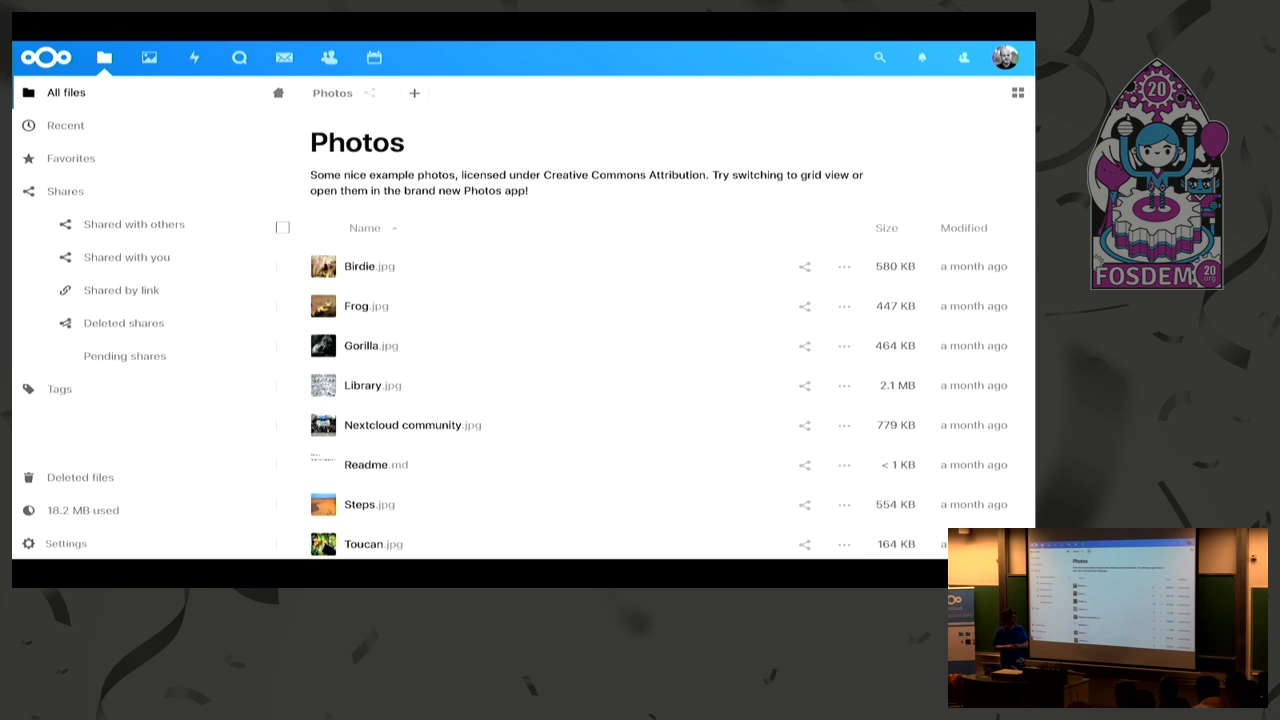 All files
Photos
Recent
Favorites
Shares
Shared with others
Shared with you
Shared by link
Deleted shares
Pending shares
Tags
Deleted files
18.2 MB used
Settings
Photos
Some nice example photos, licensed under Creative Commons Attribution. Try switching to grid view or
open them in the brand new Photos app!
Name Size Modified
Birdie.jpg 580 KB a month ago
Frog.jpg 447 KB a month ago
Gorilla.jpg 464 KB a month ago
Library.jpg 2.1 MB a month ago
Nextcloud community.jpg 779 KB a month ago
Readme.md < 1 KB a month ago
Steps.jpg 554 KB a month ago
Toucan.jpg 164 KB a
20
FOSDEM
20
.org
Photos